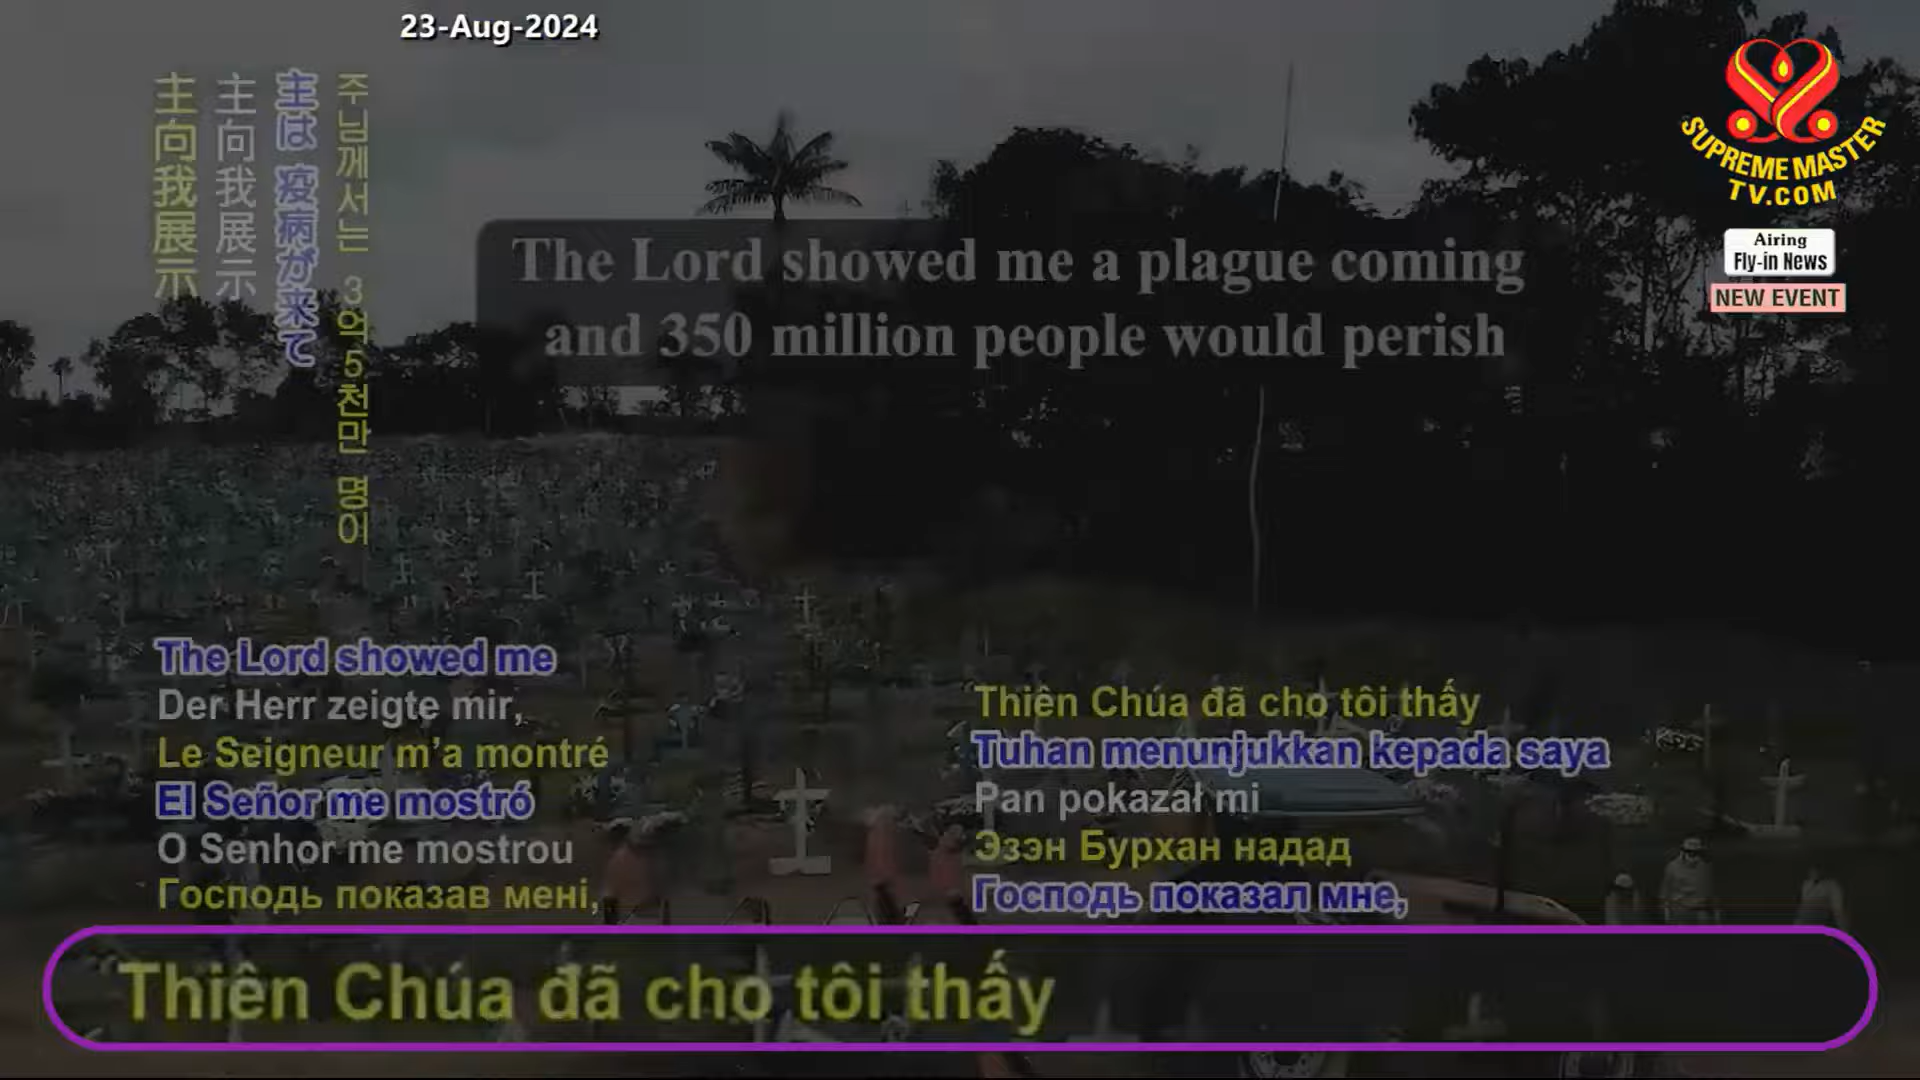 23-Aug-2024
主向我展示
主向我展示
主は 疫病が来て
주님께서는 3억5천만 명이
SUPREME MASTER
TV.COM
Airing
Fly-in News
NEW EVENT
The Lord showed me a plague coming
and 350 million people would perish
The Lord showed me
Der Herr zeigte mir,
Le Seigneur m’a montré
El Señor me mostró
O Senhor me mostrou
Господь показав мені,
Thiên Chúa đã cho tôi thấy
Tuhan menunjukkan kepada saya
Pan pokazał mi
Эзэн Бурхан надад
Господь показал мне,
Thiên Chúa đã cho tôi thấy